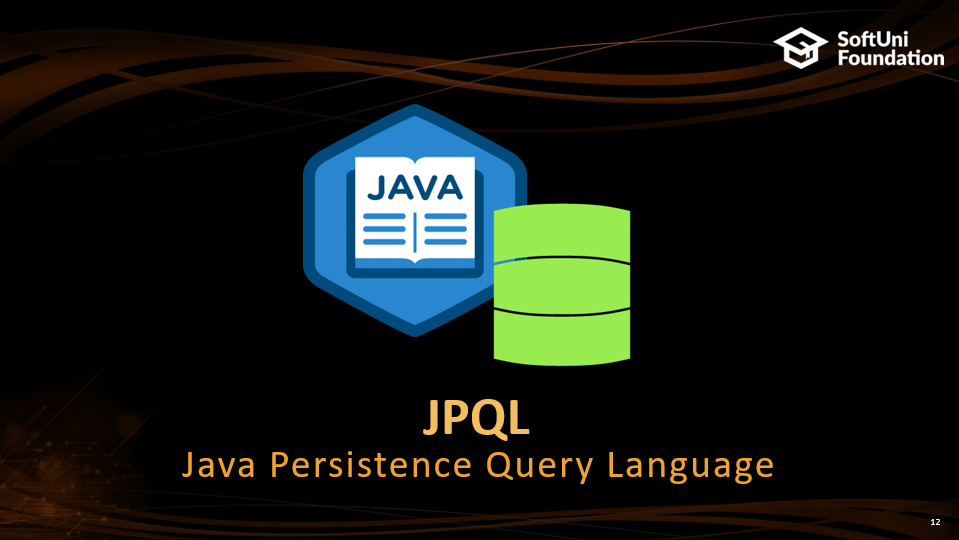 SoftUni
Foundation
JAVA
JPQL
Java Persistence Query Language
12